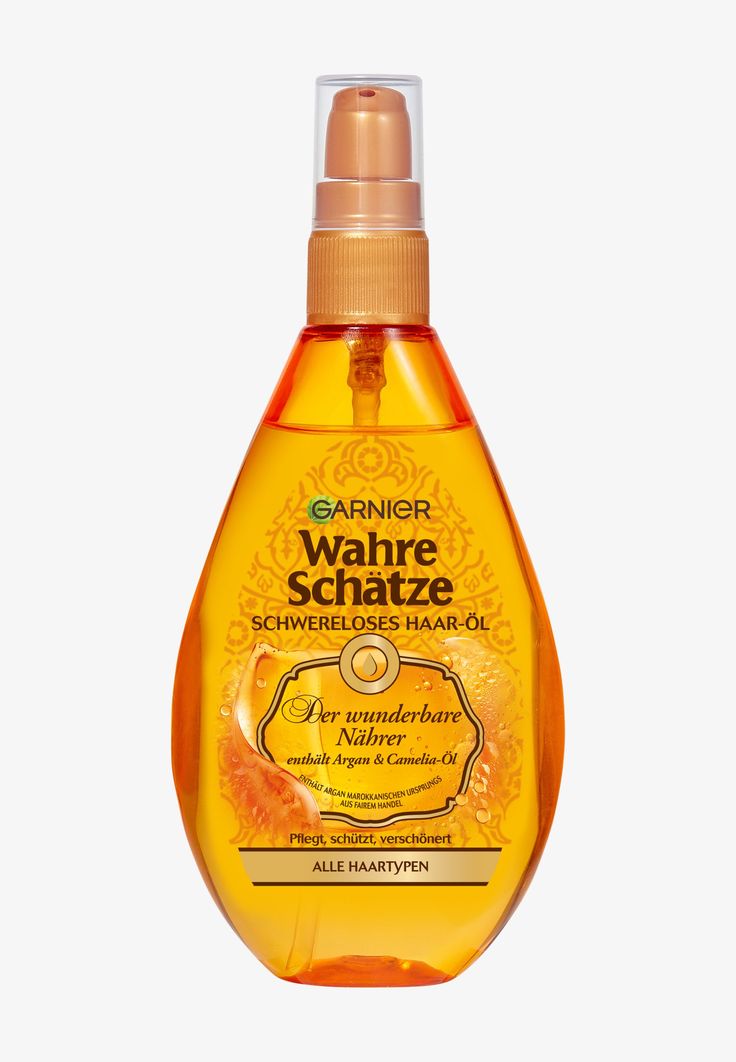 GARNIER
Wahre
Schätze
SCHWERELOSES HAAR-ÖL
Der wunderbare
Nährer
enthält Argan & Camelia-Öl
ENTHÄLT ARGAN MAROKKANISCHEN URSPRUNGS
AUS FAIREM HANDEL
Pflegt, schützt, verschönert
ALLE HAARTYPEN